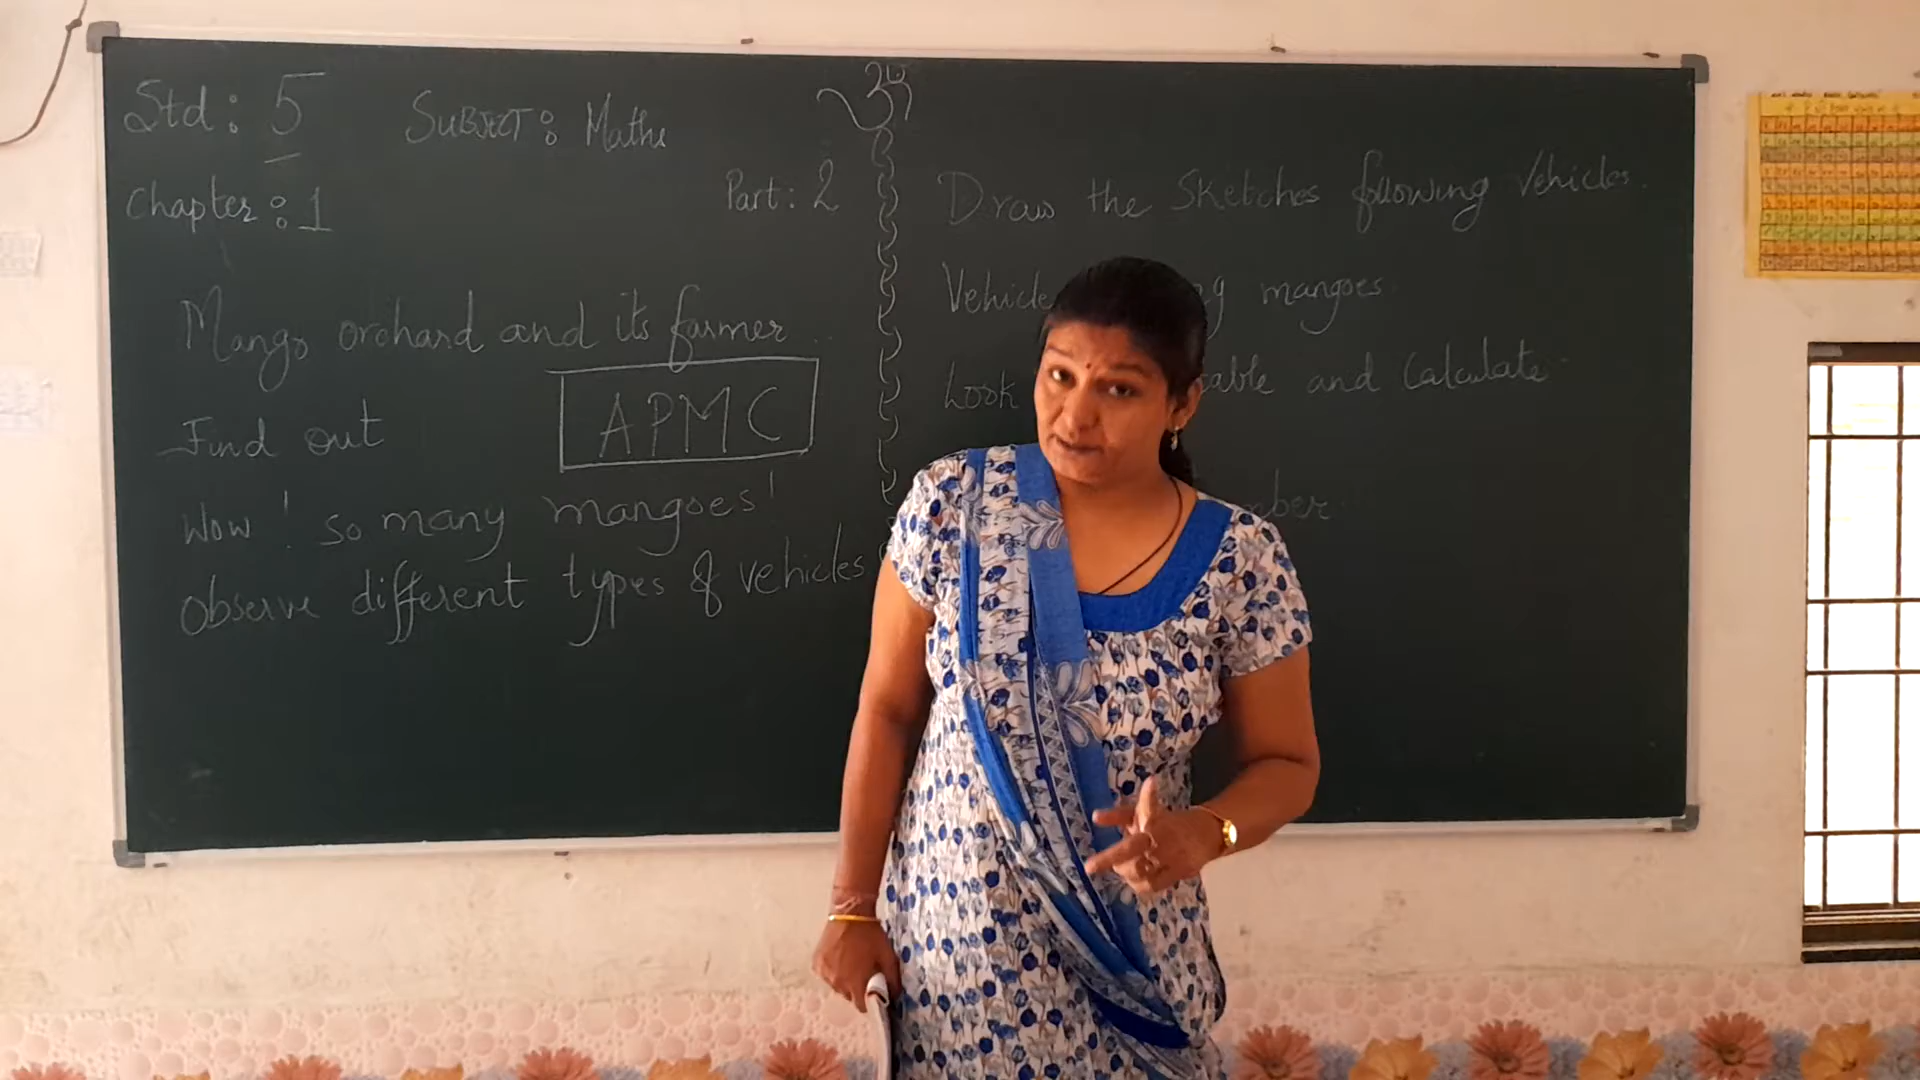 ૐ
Std: 5 SUBJECT: Maths
Chapter: 1 Part: 2
Mango orchard and its farmer..
Find out APMC
Wow! so many mangoes!
Observe different types of vehicles
Draw the Sketches following Vehicles.
Vehicle mangoes.
Look table and Calculate.